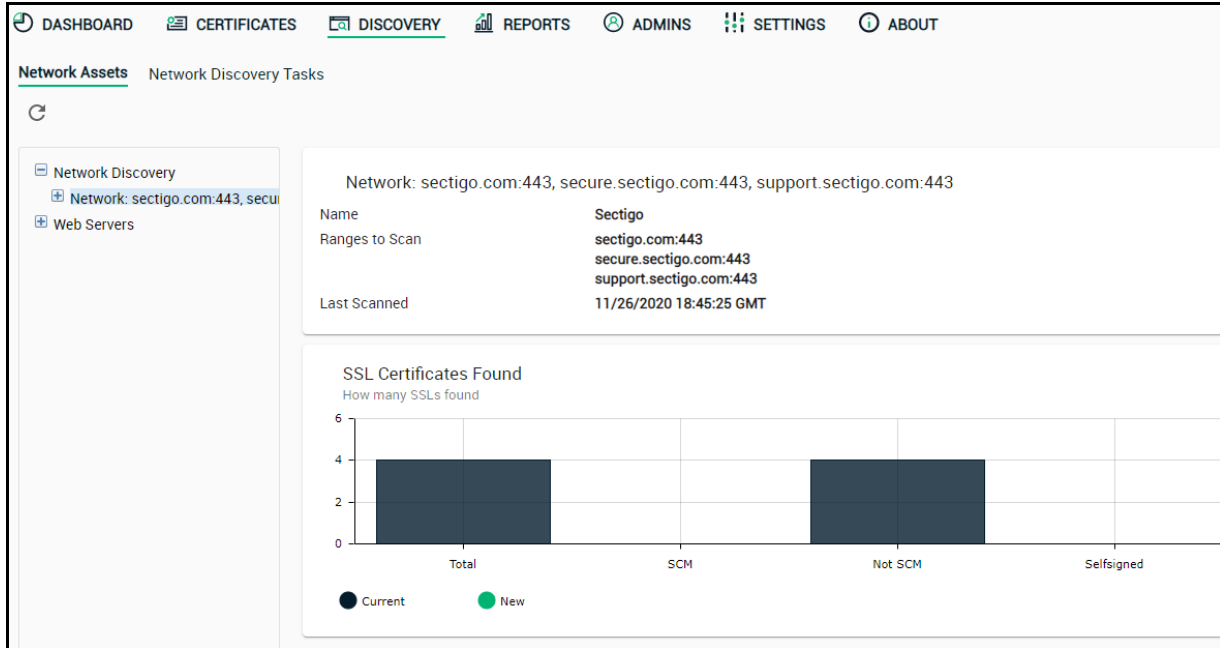 DASHBOARD CERTIFICATES DISCOVERY REPORTS ADMINS SETTINGS ABOUT
Network Assets Network Discovery Tasks
Network Discovery
Network: sectigo.com:443, secu
Web Servers
Network: sectigo.com:443, secure.sectigo.com:443, support.sectigo.com:443
Name Sectigo
Ranges to Scan sectigo.com:443
secure.sectigo.com:443
support.sectigo.com:443
Last Scanned 11/26/2020 18:45:25 GMT
SSL Certificates Found
How many SSLs found
6
4
2
0
Total SCM Not SCM Selfsigned
Current New